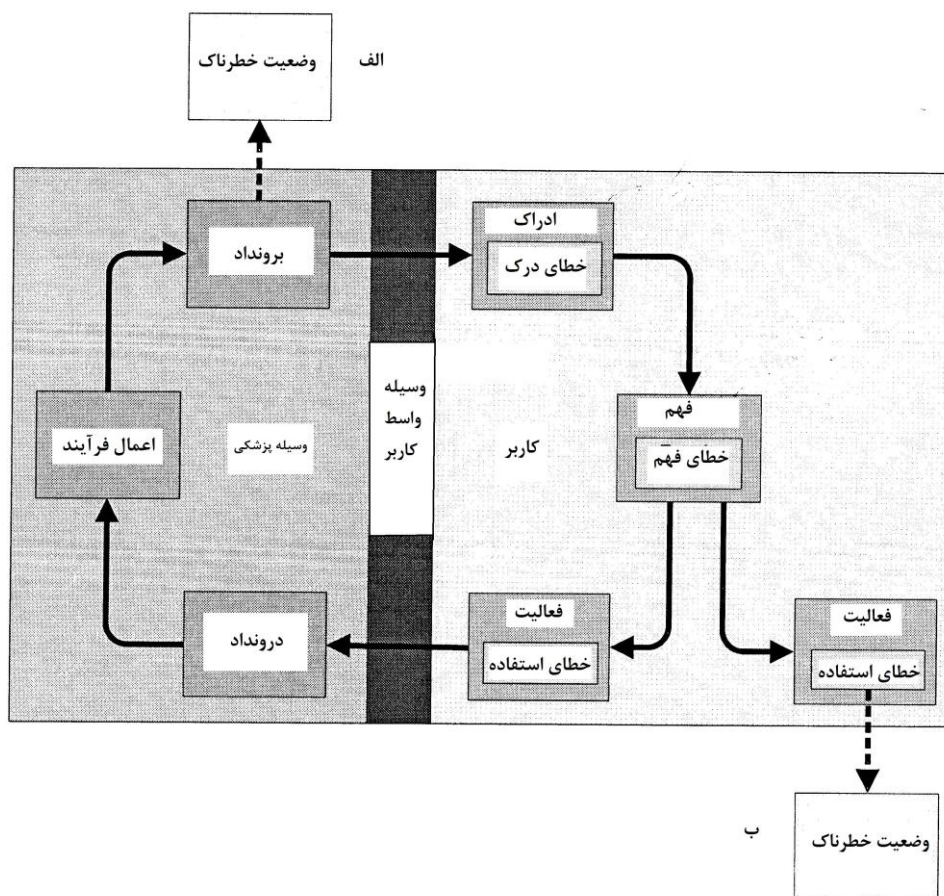 الف
وضعیت خطرناک
ادراک
خطای درک
برونداد
وسیله
واسط
کاربر
کاربر
وسیله پزشکی
اعمال فرآیند
فهم
خطای فهم
فعالیت
خطای استفاده
فعالیت
خطای استفاده
درونداد
وضعیت خطرناک
ب